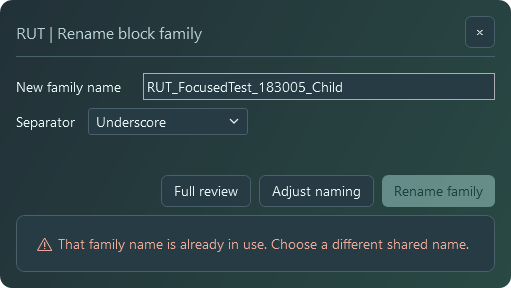 RUT | Rename block family
×
New family name
RUT_FocusedTest_183005_Child
Separator
Underscore
Full review
Adjust naming
Rename family
⚠ That family name is already in use. Choose a different shared name.